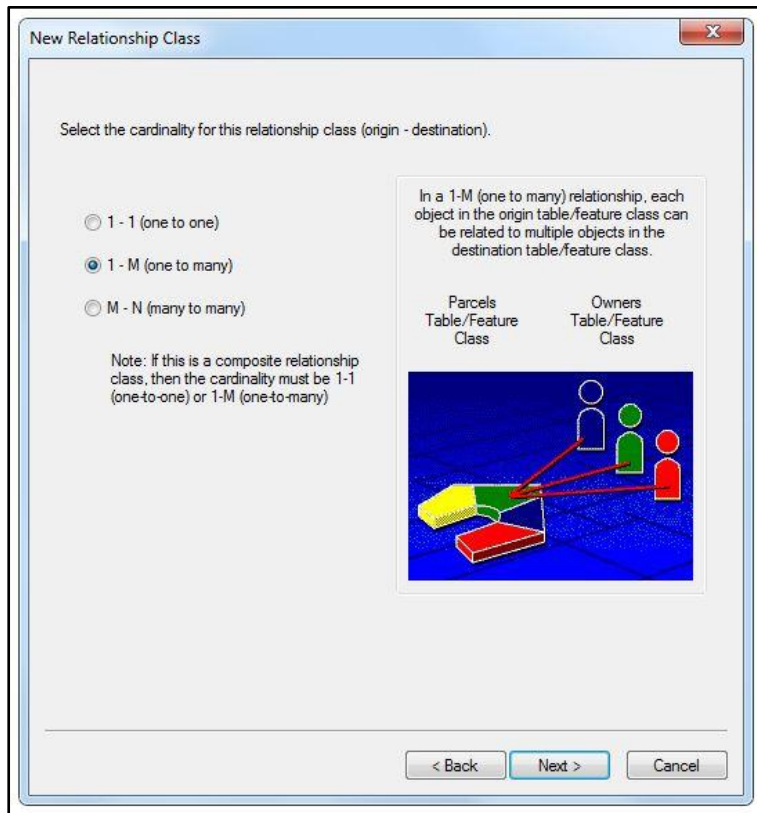 New Relationship Class
Select the cardinality for this relationship class (origin - destination).
1 - 1 (one to one)
1 - M (one to many)
M - N (many to many)
Note: If this is a composite relationship
class, then the cardinality must be 1-1
(one-to-one) or 1-M (one-to-many)
In a 1-M (one to many) relationship, each
object in the origin table/feature class can
be related to multiple objects in the
destination table/feature class.
Parcels
Table/Feature
Class
Owners
Table/Feature
Class
< Back
Next >
Cancel